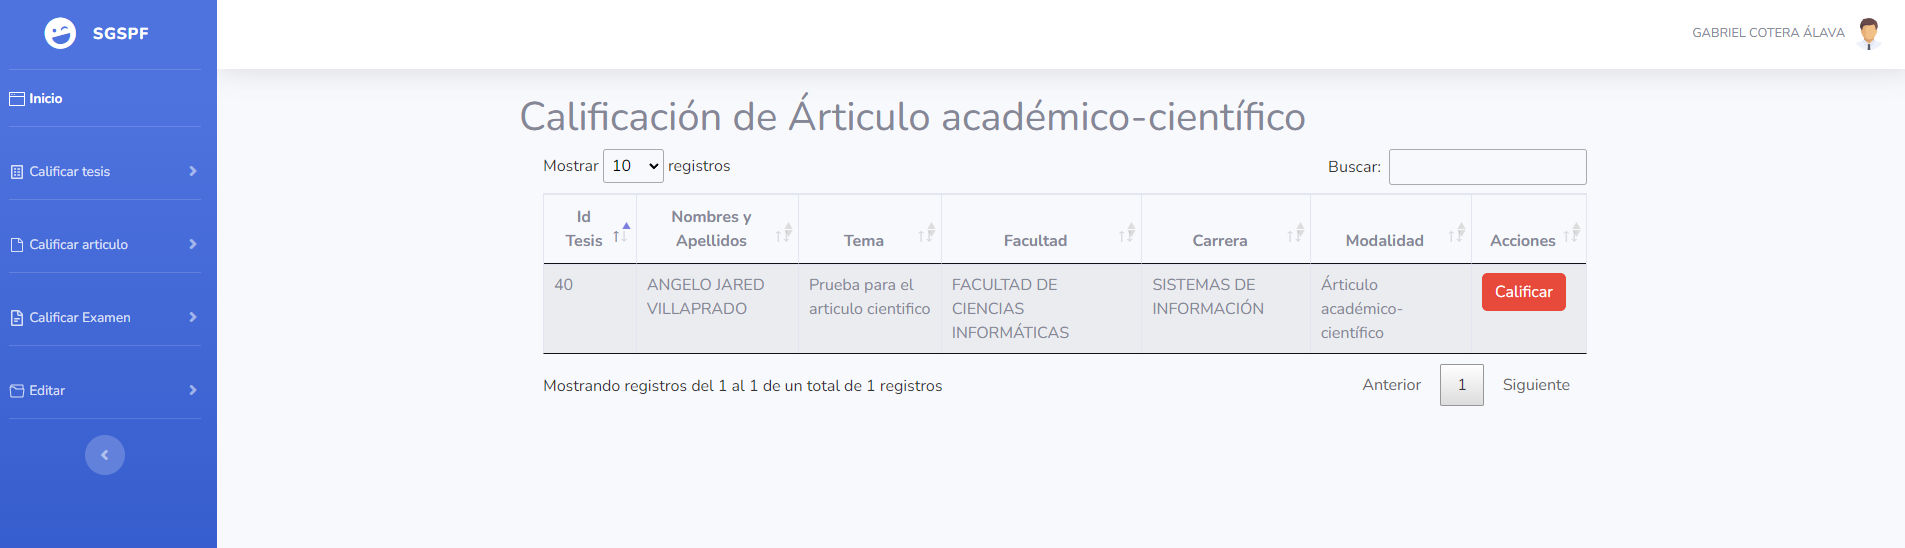 SGSPF
GABRIEL COTERA ÁLAVA
Inicio
Calificar tesis
Calificar articulo
Calificar Examen
Editar
Calificación de Árticulo académico-científico
Mostrar 10 registros
Buscar:
Id
Tesis
Nombres y
Apellidos
Tema
Facultad
Carrera
Modalidad
Acciones
40
ANGELO JARED
VILLAPRADO
Prueba para el
articulo cientifico
FACULTAD DE
CIENCIAS
INFORMÁTICAS
SISTEMAS DE
INFORMACIÓN
Árticulo
académico-
científico
Calificar
Mostrando registros del 1 al 1 de un total de 1 registros
Anterior 1 Siguiente